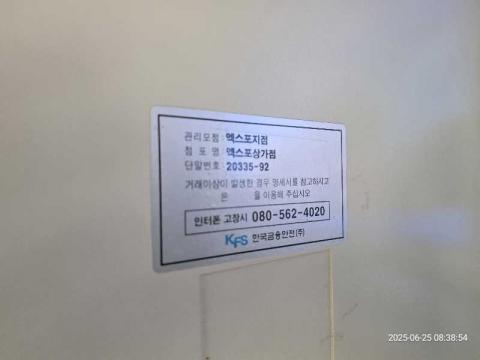 관리모점: 엑스포지점
점 포 명: 엑스포상가점
단말번호: 20335-92
거래이상이 발생한 경우 명세서를 참고하시고
은 을 이용해 주십시오
인터폰 고장시 080-562-4020
KFS 한국금융안전(주)
2025-06-25 08:38:54